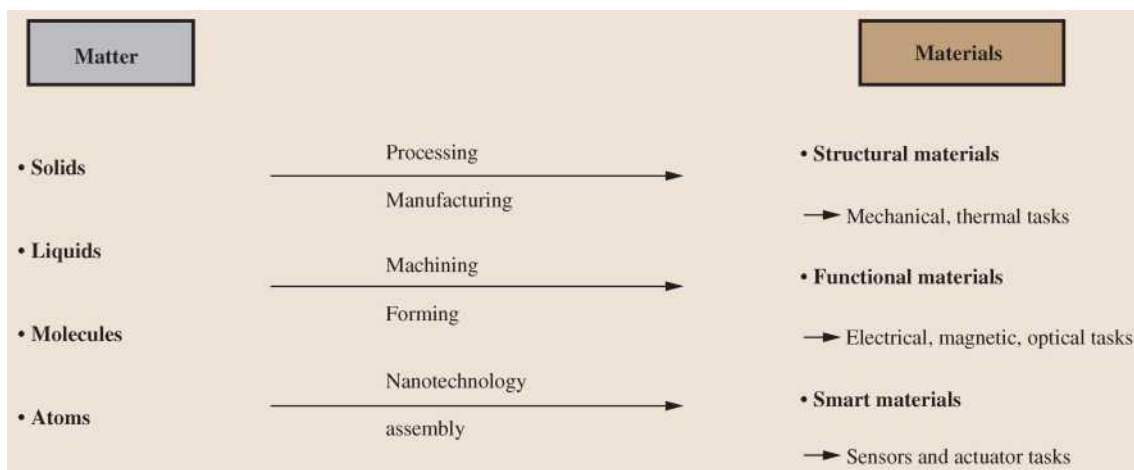 Matter
Materials
• Solids
• Liquids
• Molecules
• Atoms
Processing
Manufacturing
Machining
Forming
Nanotechnology
assembly
• Structural materials
Mechanical, thermal tasks
• Functional materials
Electrical, magnetic, optical tasks
• Smart materials
Sensors and actuator tasks